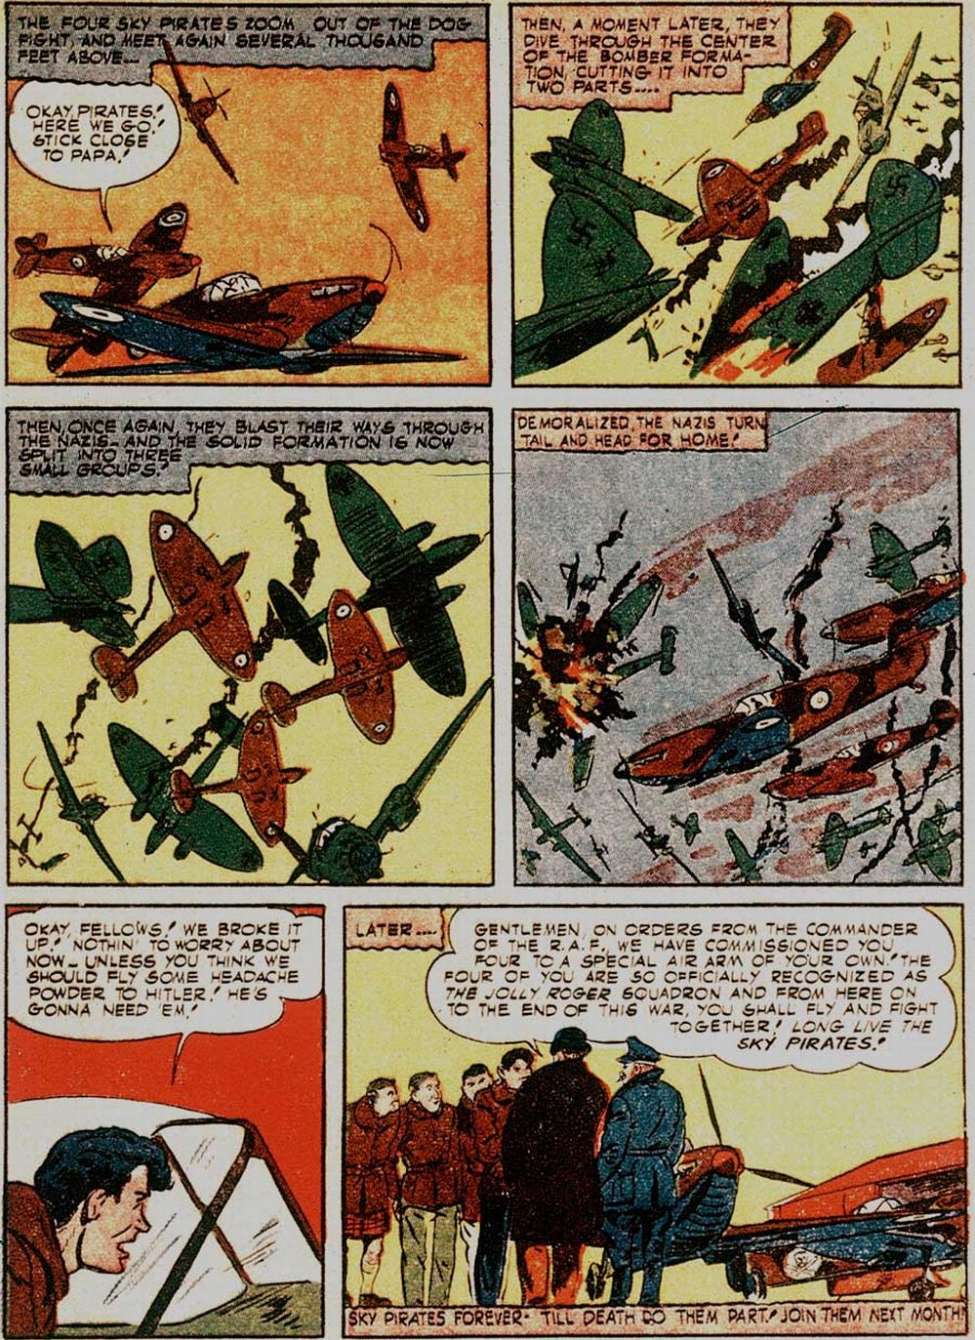 THE FOUR SKY PIRATES ZOOM OUT OF THE DOG
FIGHT, AND MEET AGAIN SEVERAL THOUSAND
FEET ABOVE—
OKAY, PIRATES!
HERE WE GO!
STICK CLOSE
TO PAPA!
THEN, A MOMENT LATER, THEY
DIVE THROUGH THE CENTER
OF THE BOMBER FORMA-
TION, CUTTING IT INTO
TWO PARTS....
THEN, ONCE AGAIN, THEY BLAST THEIR WAYS THROUGH
THE NAZIS— AND THE SOLID FORMATION IS NOW
SPLIT INTO THREE
SMALL GROUPS!
DEMORALIZED, THE NAZIS TURN
TAIL AND HEAD FOR HOME!
OKAY, FELLOWS! WE BROKE IT
UP! NOTHIN' TO WORRY ABOUT
NOW— UNLESS YOU THINK WE
SHOULD FLY SOME HEADACHE
POWDER TO HITLER! HE'S
GONNA NEED 'EM!
LATER....
GENTLEMEN, ON ORDERS FROM THE COMMANDER
OF THE R.A.F., WE HAVE COMMISSIONED YOU
FOUR TO A SPECIAL AIR ARM OF YOUR OWN! THE
FOUR OF YOU ARE SO OFFICIALLY RECOGNIZED AS
THE JOLLY ROGER SQUADRON AND FROM HERE ON
TO THE END OF THIS WAR, YOU SHALL FLY AND FIGHT
TOGETHER! LONG LIVE THE
SKY PIRATES!
SKY PIRATES FOREVER- TILL DEATH DO THEM PART! JOIN THEM NEXT MONTH!